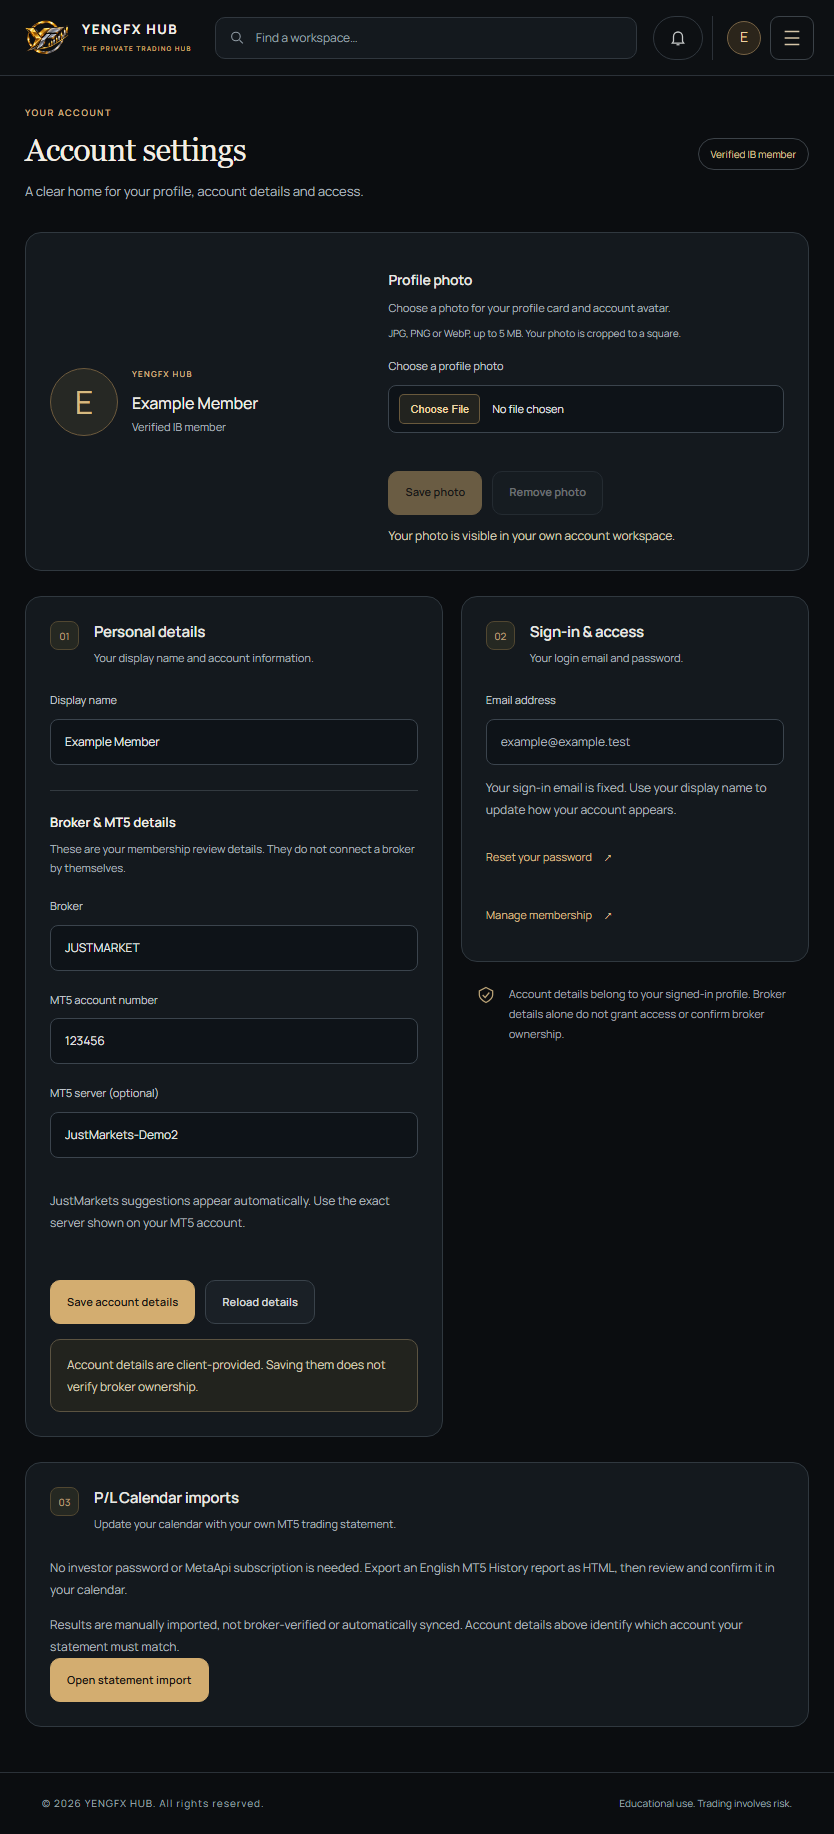 YENGFX HUB
THE PRIVATE TRADING HUB
Find a workspace...
E
YOUR ACCOUNT
Account settings
Verified IB member
A clear home for your profile, account details and access.
E
YENGFX HUB
Example Member
Verified IB member
Profile photo
Choose a photo for your profile card and account avatar.
JPG, PNG or WebP, up to 5 MB. Your photo is cropped to a square.
Choose a profile photo
Choose File No file chosen
Save photo
Remove photo
Your photo is visible in your own account workspace.
01
Personal details
Your display name and account information.
Display name
Example Member
Broker & MT5 details
These are your membership review details. They do not connect a broker
by themselves.
Broker
JUSTMARKET
MT5 account number
123456
MT5 server (optional)
JustMarkets-Demo2
JustMarkets suggestions appear automatically. Use the exact
server shown on your MT5 account.
Save account details
Reload details
Account details are client-provided. Saving them does not
verify broker ownership.
02
Sign-in & access
Your login email and password.
Email address
example@example.test
Your sign-in email is fixed. Use your display name to
update how your account appears.
Reset your password ↗
Manage membership ↗
Account details belong to your signed-in profile. Broker
details alone do not grant access or confirm broker
ownership.
03
P/L Calendar imports
Update your calendar with your own MT5 trading statement.
No investor password or MetaApi subscription is needed. Export an English MT5 History report as HTML, then review and confirm it in
your calendar.
Results are manually imported, not broker-verified or automatically synced. Account details above identify which account your
statement must match.
Open statement import
© 2026 YENGFX HUB. All rights reserved.
Educational use. Trading involves risk.